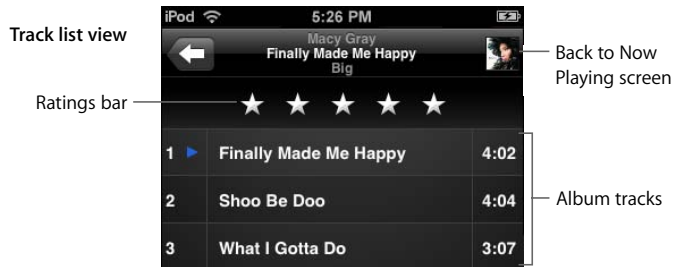 iPod 5:26 PM
Track list view
Macy Gray
Finally Made Me Happy
Big
Back to Now
Playing screen
Ratings bar
1 Finally Made Me Happy 4:02
2 Shoo Be Doo 4:04
Album tracks
3 What I Gotta Do 3:07